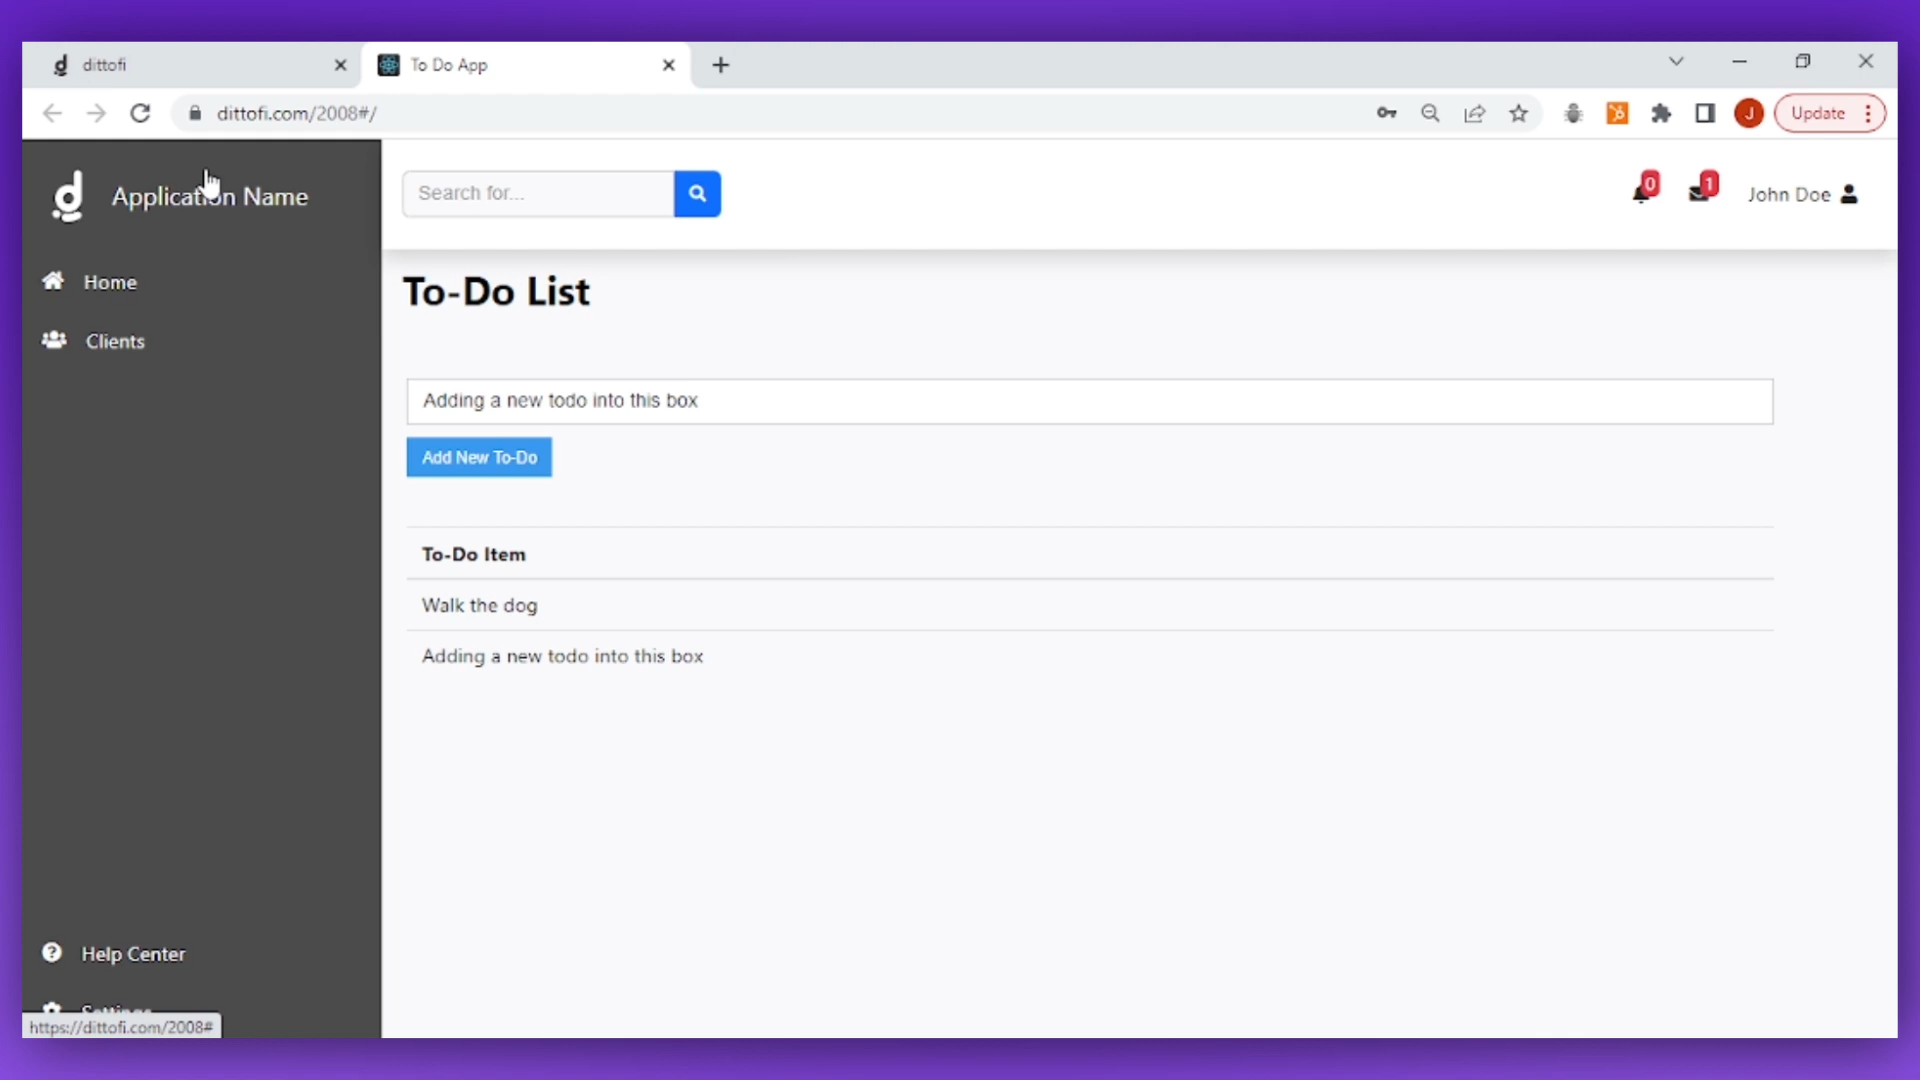 dittofi
To Do App
dittofi.com/2008#/
J
Update
Application Name
Search for...
0
1
John Doe
Home
Clients
To-Do List
Adding a new todo into this box
Add New To-Do
To-Do Item
Walk the dog
Adding a new todo into this box
Help Center
Settings
https://dittofi.com/2008#